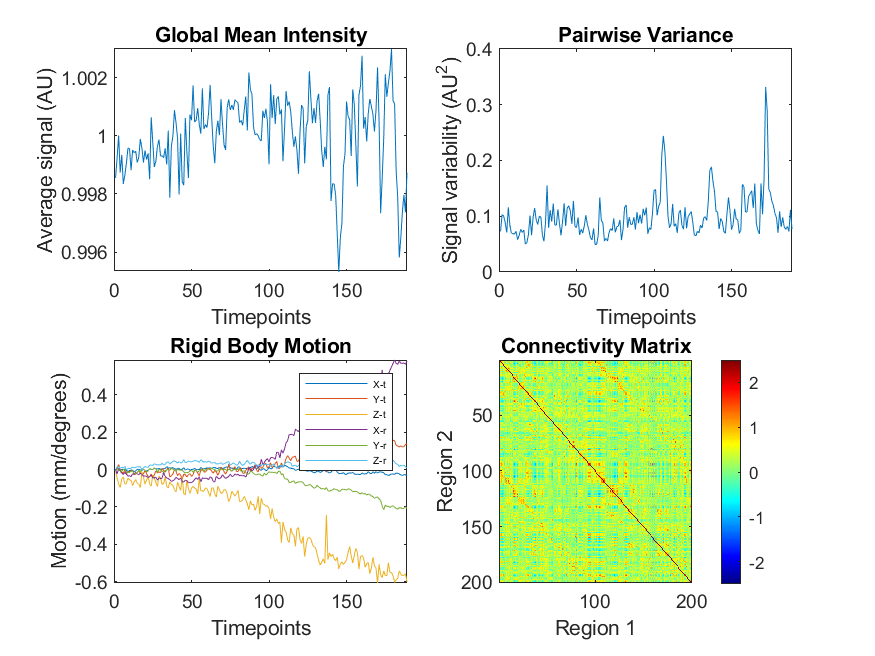 Global Mean Intensity
Average signal (AU)
1.002
1
0.998
0.996
0
50
100
150
Timepoints
Pairwise Variance
Signal variability (AU²)
0.4
0.3
0.2
0.1
0
0
50
100
150
Timepoints
Rigid Body Motion
Motion (mm/degrees)
0.4
0.2
0
-0.2
-0.4
-0.6
0
50
100
150
Timepoints
X-t
Y-t
Z-t
X-r
Y-r
Z-r
Connectivity Matrix
Region 2
50
100
150
200
100
200
Region 1
2
1
0
-1
-2